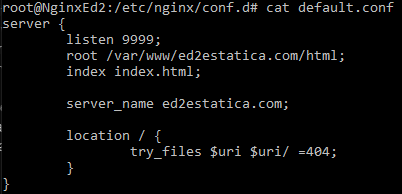 root@NginxEd2:/etc/nginx/conf.d# cat default.conf
server {
        listen 9999;
        root /var/www/ed2estatica.com/html;
        index index.html;

        server_name ed2estatica.com;

        location / {
                try_files $uri $uri/ =404;
        }
}